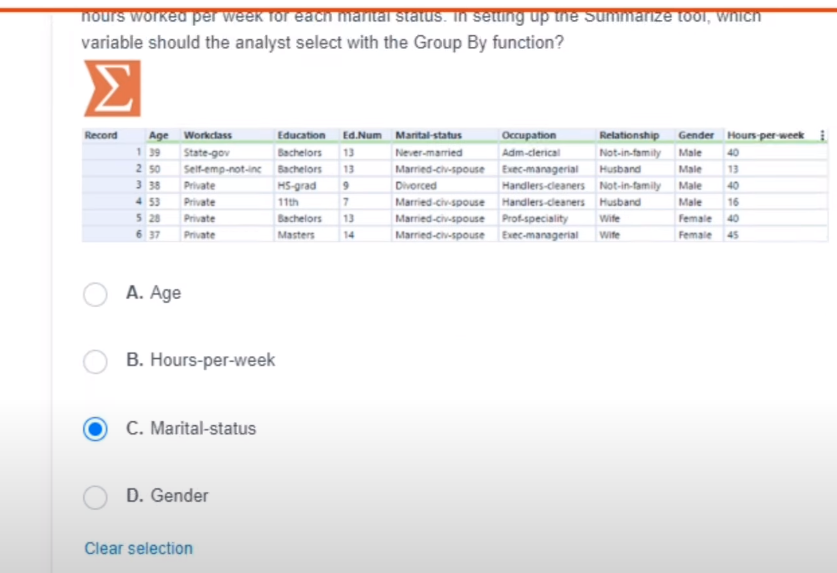 hours worked per week for each marital status. In setting up the Summarize tool, which
variable should the analyst select with the Group By function?
Σ
Record Age Workclass Education Ed.Num Marital-status Occupation Relationship Gender Hours-per-week
1 39 State-gov Bachelors 13 Never-married Adm-clerical Not-in-family Male 40
2 50 Self-emp-not-inc Bachelors 13 Married-civ-spouse Exec-managerial Husband Male 13
3 38 Private HS-grad 9 Divorced Handlers-cleaners Not-in-family Male 40
4 53 Private 11th 7 Married-civ-spouse Handlers-cleaners Husband Male 16
5 28 Private Bachelors 13 Married-civ-spouse Prof-speciality Wife Female 40
6 37 Private Masters 14 Married-civ-spouse Exec-managerial Wife Female 45
A. Age
B. Hours-per-week
C. Marital-status
D. Gender
Clear selection